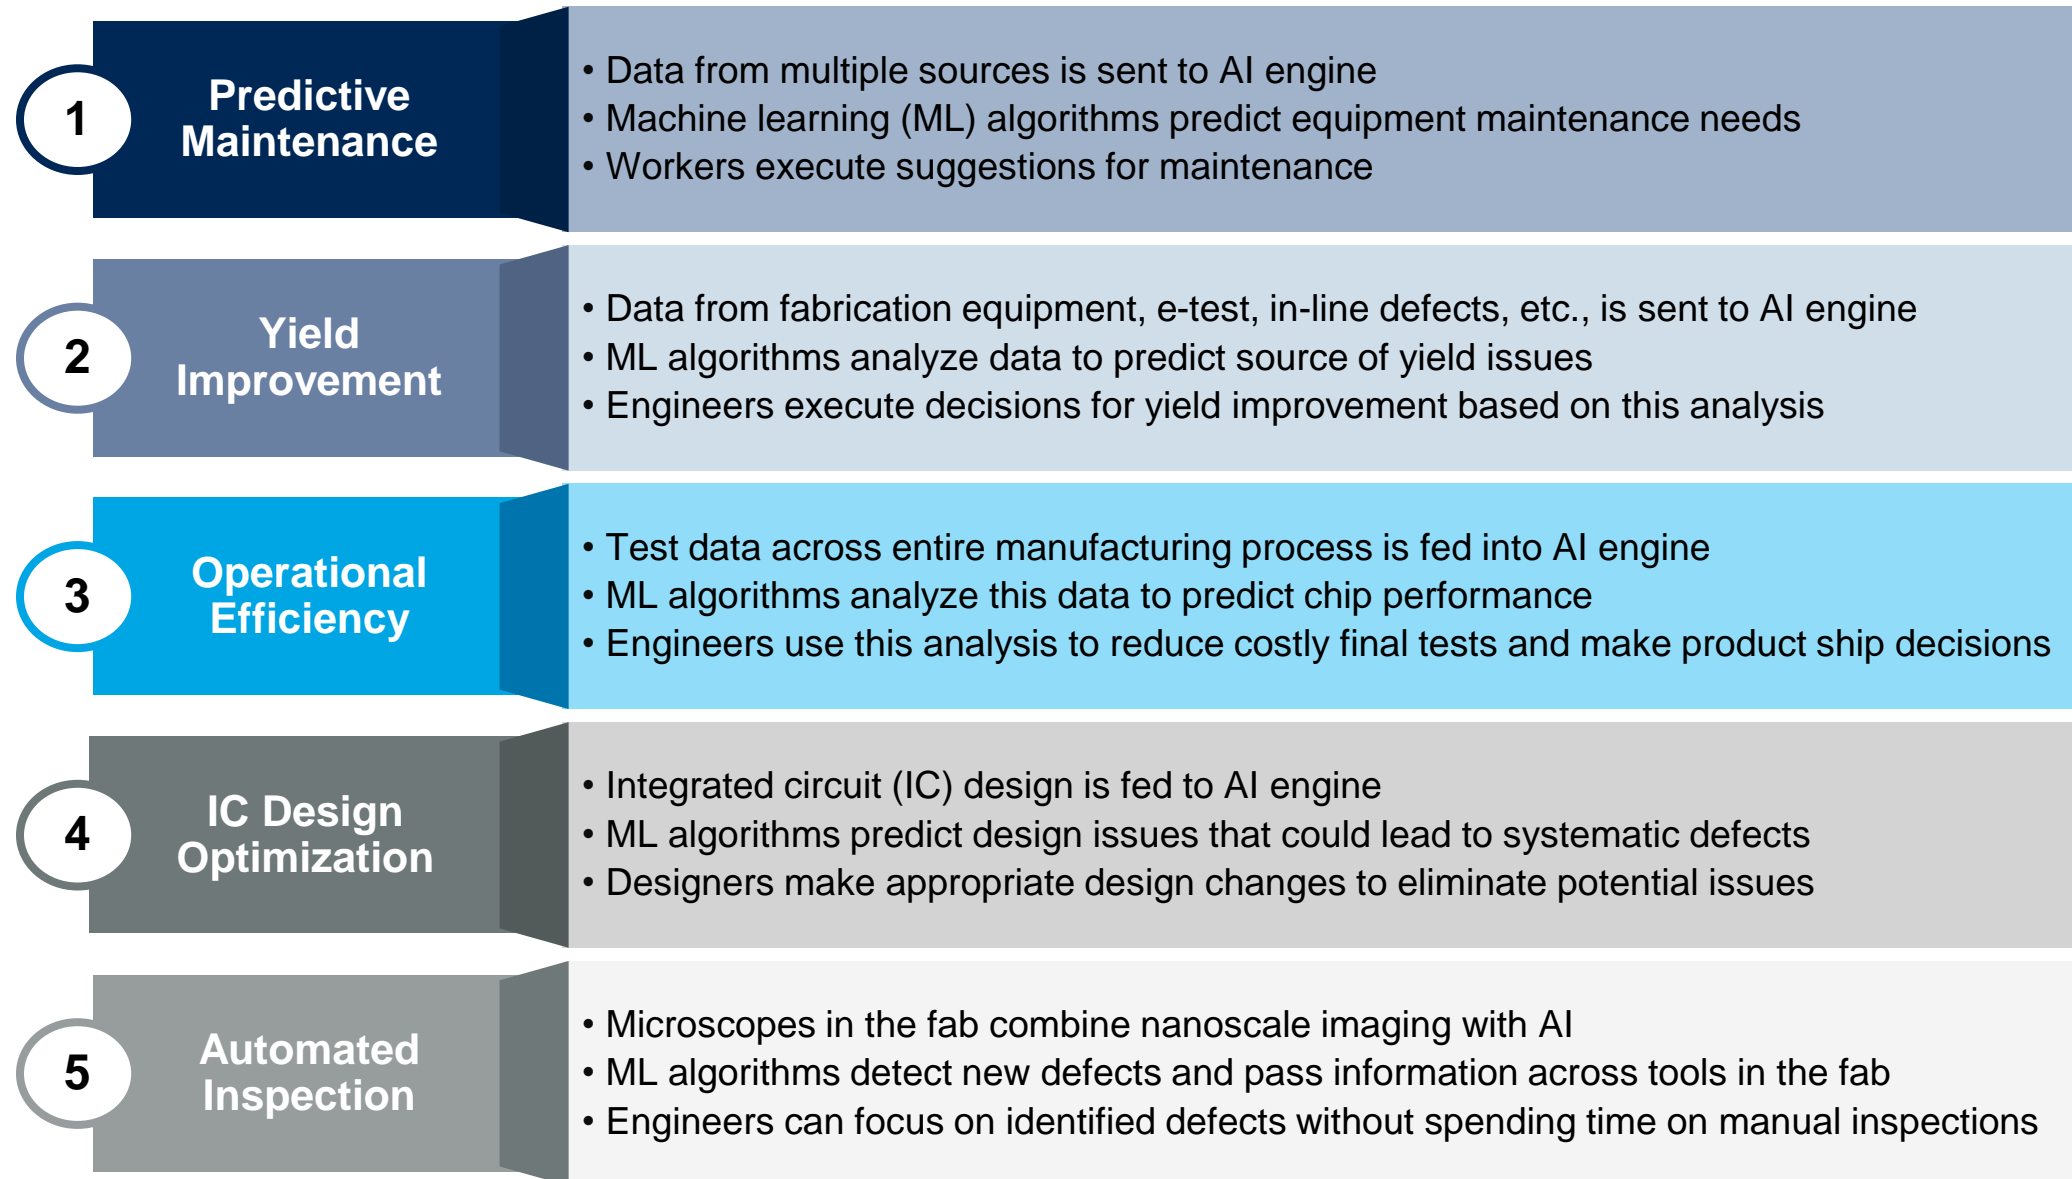 1
Predictive
Maintenance
• Data from multiple sources is sent to AI engine
• Machine learning (ML) algorithms predict equipment maintenance needs
• Workers execute suggestions for maintenance
2
Yield
Improvement
• Data from fabrication equipment, e-test, in-line defects, etc., is sent to AI engine
• ML algorithms analyze data to predict source of yield issues
• Engineers execute decisions for yield improvement based on this analysis
3
Operational
Efficiency
• Test data across entire manufacturing process is fed into AI engine
• ML algorithms analyze this data to predict chip performance
• Engineers use this analysis to reduce costly final tests and make product ship decisions
4
IC Design
Optimization
• Integrated circuit (IC) design is fed to AI engine
• ML algorithms predict design issues that could lead to systematic defects
• Designers make appropriate design changes to eliminate potential issues
5
Automated
Inspection
• Microscopes in the fab combine nanoscale imaging with AI
• ML algorithms detect new defects and pass information across tools in the fab
• Engineers can focus on identified defects without spending time on manual inspections